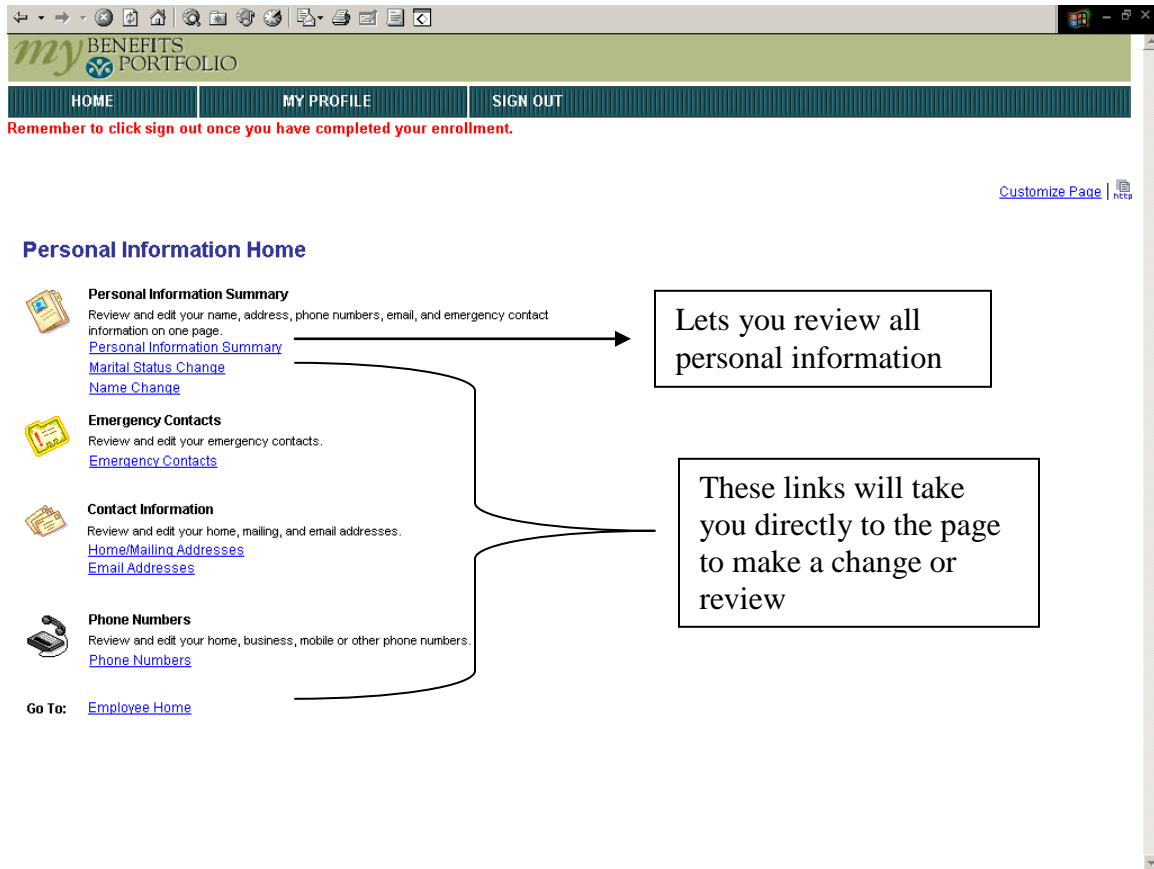 my BENEFITS
PORTFOLIO
HOME MY PROFILE SIGN OUT
Remember to click sign out once you have completed your enrollment.
Customize Page | http
Personal Information Home
Personal Information Summary
Review and edit your name, address, phone numbers, email, and emergency contact
information on one page.
Personal Information Summary
Marital Status Change
Name Change
Lets you review all
personal information
Emergency Contacts
Review and edit your emergency contacts.
Emergency Contacts
These links will take
you directly to the page
to make a change or
review
Contact Information
Review and edit your home, mailing, and email addresses.
Home/Mailing Addresses
Email Addresses
Phone Numbers
Review and edit your home, business, mobile or other phone numbers.
Phone Numbers
Go To: Employee Home